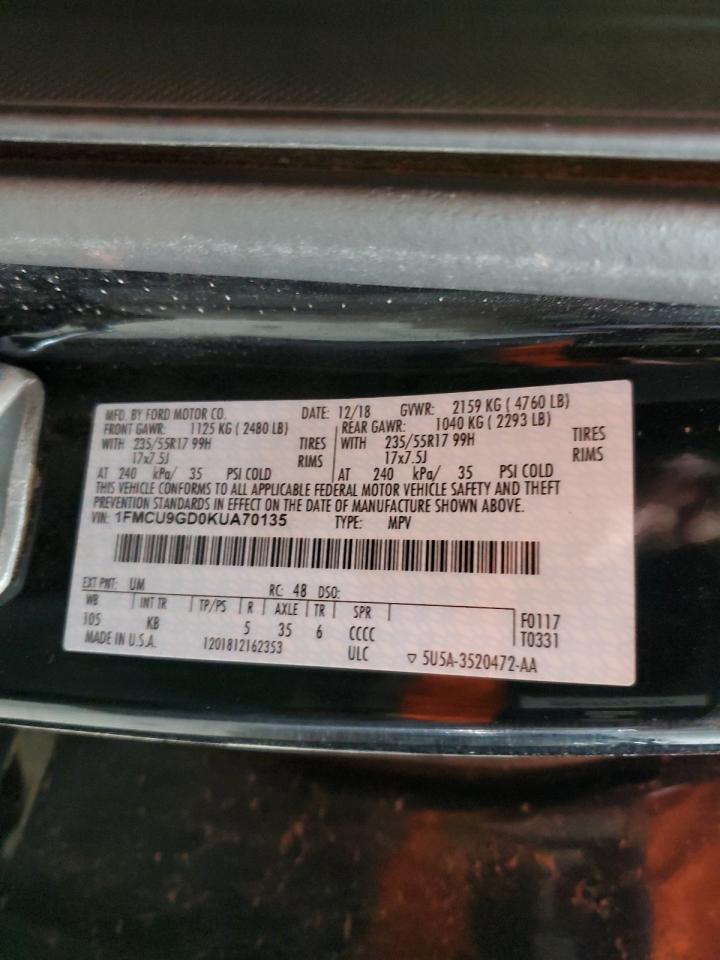 MFD. BY FORD MOTOR CO. DATE: 12/18 GVWR: 2159 KG ( 4760 LB)
FRONT GAWR: 1125 KG ( 2480 LB) REAR GAWR: 1040 KG ( 2293 LB)
WITH 235/55R17 99H TIRES WITH 235/55R17 99H TIRES
17x7.5J RIMS 17x7.5J RIMS
AT 240 kPa/ 35 PSI COLD AT 240 kPa/ 35 PSI COLD
THIS VEHICLE CONFORMS TO ALL APPLICABLE FEDERAL MOTOR VEHICLE SAFETY AND THEFT
PREVENTION STANDARDS IN EFFECT ON THE DATE OF MANUFACTURE SHOWN ABOVE.
VIN: 1FMCU9GD0KUA70135 TYPE: MPV
EXT PNT: UM RC: 48 DSO:
WB INT TR TP/PS R AXLE TR SPR F0117
105 KB 5 35 6 CCCC T0331
MADE IN U.S.A. 1201812162353 ULC 5U5A-3520472-AA